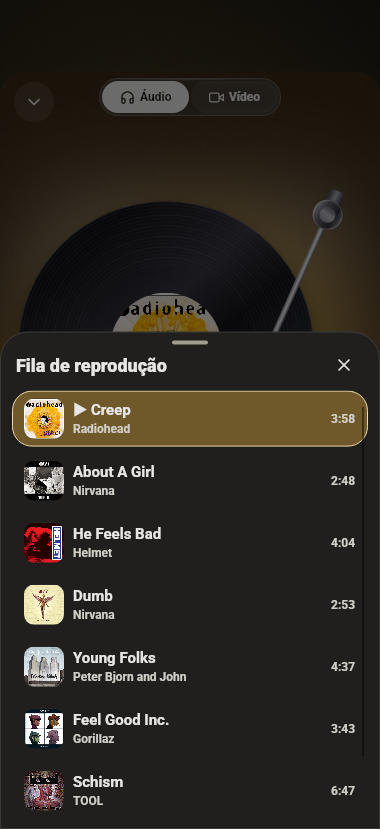 Áudio
Vídeo
Radiohead
Fila de reprodução
▶ Creep
Radiohead
3:58
About A Girl
Nirvana
2:48
He Feels Bad
Helmet
4:04
Dumb
Nirvana
2:53
Young Folks
Peter Bjorn and John
4:37
Feel Good Inc.
Gorillaz
3:43
Schism
TOOL
6:47